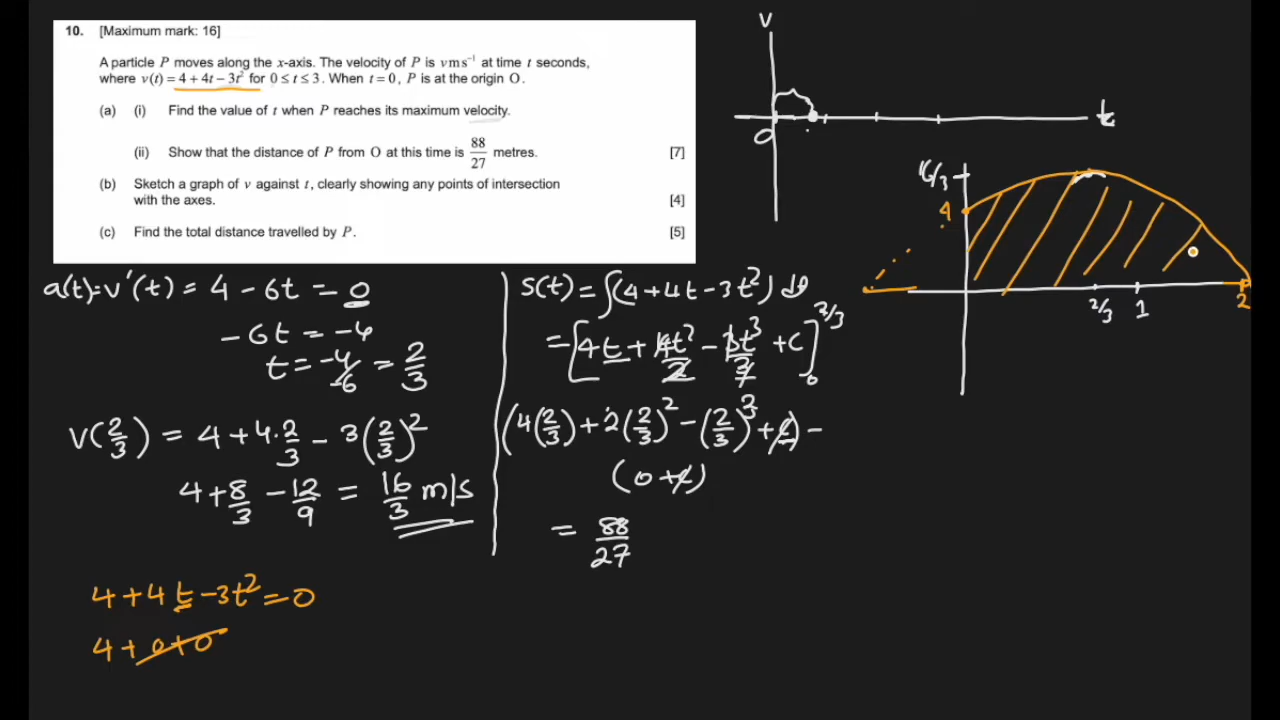 10. [Maximum mark: 16]
A particle P moves along the x-axis. The velocity of P is v m s⁻¹ at time t seconds,
where v(t) = 4 + 4t − 3t² for 0 ≤ t ≤ 3. When t = 0, P is at the origin O.
(a) (i) Find the value of t when P reaches its maximum velocity.
(ii) Show that the distance of P from O at this time is 88/27 metres. [7]
(b) Sketch a graph of v against t, clearly showing any points of intersection
with the axes. [4]
(c) Find the total distance travelled by P. [5]
a(t)=v'(t) = 4 - 6t = 0
-6t = -4
t = -4/-6 = 2/3
v(2/3) = 4 + 4·2/3 - 3(2/3)²
4 + 8/3 - 12/9 = 16/3 m/s
4 + 4t - 3t² = 0
4 + 0 + 0
S(t) = ∫(4 + 4t - 3t²) dt
= [4t + 4t²/2 - 3t³/3 + C]₀^2/3
(4(2/3) + 2(2/3)² - (2/3)³ + C) -
(0 + C)
= 88/27
V
O
t
16/3
4
2/3
1
2